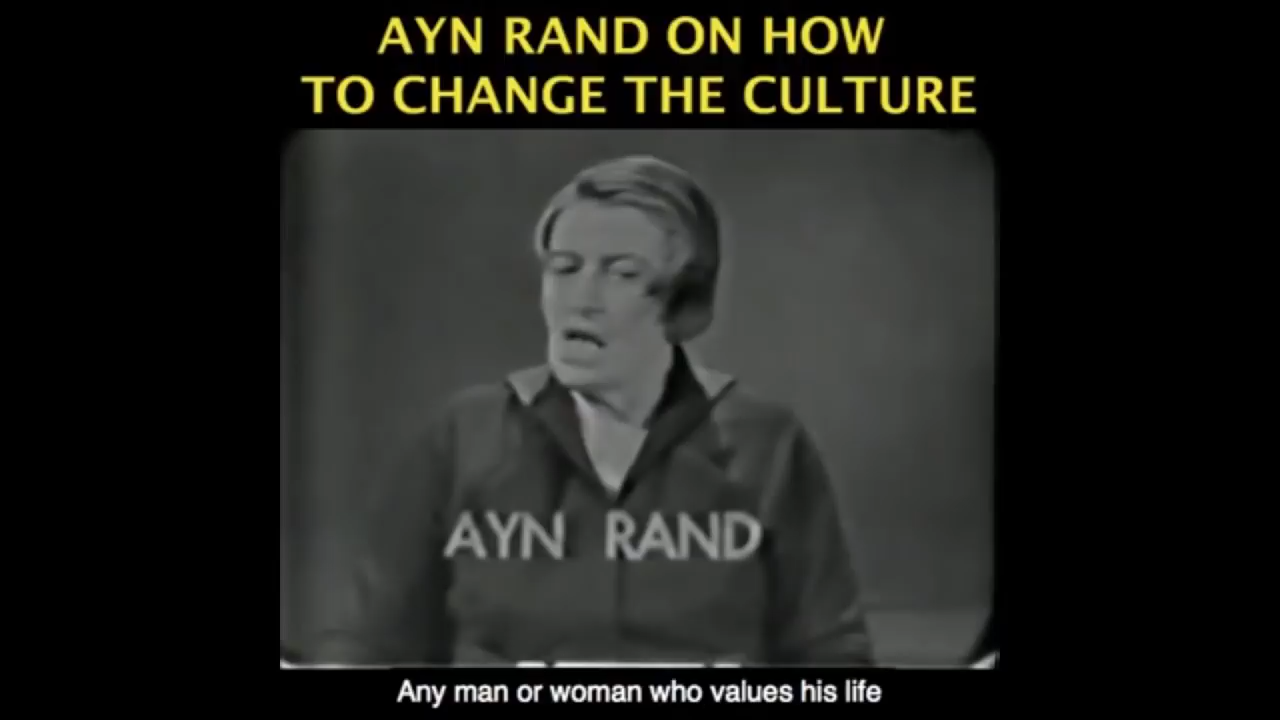 AYN RAND ON HOW
TO CHANGE THE CULTURE
AYN RAND
Any man or woman who values his life